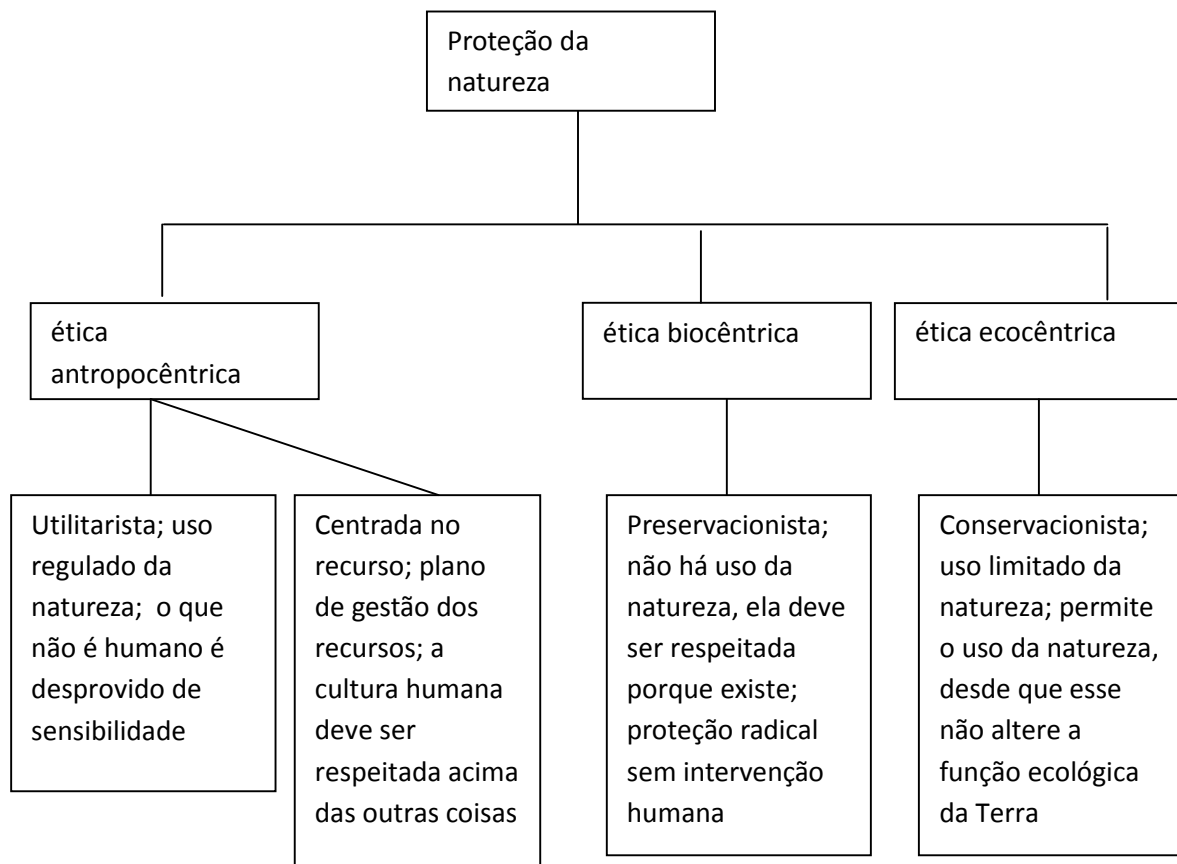 Proteção da
natureza
ética
antropocêntrica
ética biocêntrica
ética ecocêntrica
Utilitarista; uso
regulado da
natureza;  o que
não é humano é
desprovido de
sensibilidade
Centrada no
recurso; plano
de gestão dos
recursos; a
cultura humana
deve ser
respeitada acima
das outras coisas
Preservacionista;
não há uso da
natureza, ela deve
ser respeitada
porque existe;
proteção radical
sem intervenção
humana
Conservacionista;
uso limitado da
natureza; permite
o uso da natureza,
desde que esse
não altere a
função ecológica
da Terra